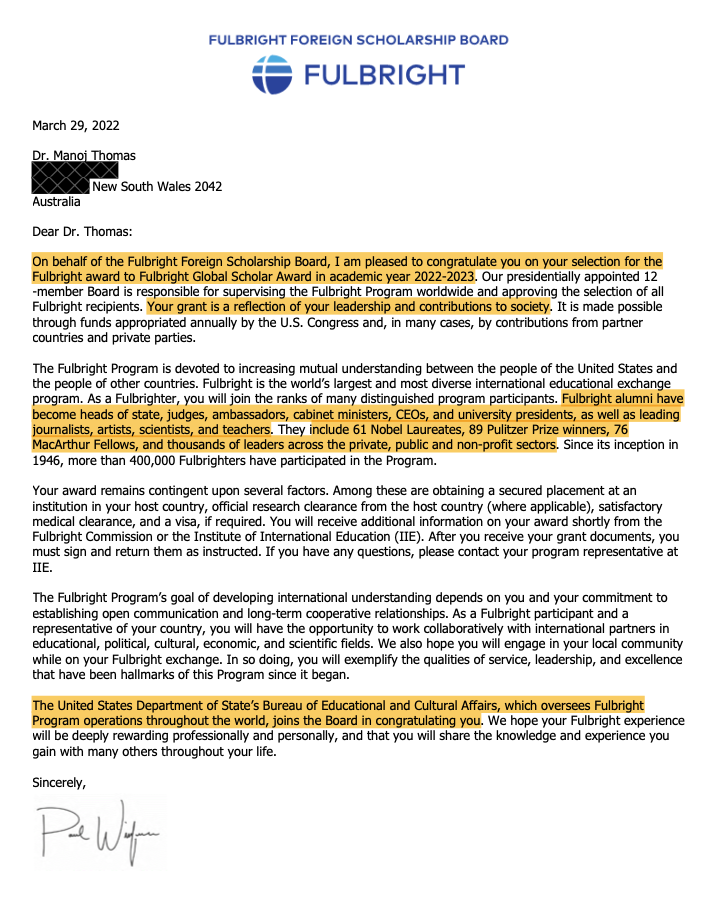 FULBRIGHT FOREIGN SCHOLARSHIP BOARD
FULBRIGHT
March 29, 2022
Dr. Manoj Thomas
New South Wales 2042
Australia
Dear Dr. Thomas:
On behalf of the Fulbright Foreign Scholarship Board, I am pleased to congratulate you on your selection for the
Fulbright award to Fulbright Global Scholar Award in academic year 2022-2023. Our presidentially appointed 12
-member Board is responsible for supervising the Fulbright Program worldwide and approving the selection of all
Fulbright recipients. Your grant is a reflection of your leadership and contributions to society. It is made possible
through funds appropriated annually by the U.S. Congress and, in many cases, by contributions from partner
countries and private parties.
The Fulbright Program is devoted to increasing mutual understanding between the people of the United States and
the people of other countries. Fulbright is the world's largest and most diverse international educational exchange
program. As a Fulbrighter, you will join the ranks of many distinguished program participants. Fulbright alumni have
become heads of state, judges, ambassadors, cabinet ministers, CEOs, and university presidents, as well as leading
journalists, artists, scientists, and teachers. They include 61 Nobel Laureates, 89 Pulitzer Prize winners, 76
MacArthur Fellows, and thousands of leaders across the private, public and non-profit sectors. Since its inception in
1946, more than 400,000 Fulbrighters have participated in the Program.
Your award remains contingent upon several factors. Among these are obtaining a secured placement at an
institution in your host country, official research clearance from the host country (where applicable), satisfactory
medical clearance, and a visa, if required. You will receive additional information on your award shortly from the
Fulbright Commission or the Institute of International Education (IIE). After you receive your grant documents, you
must sign and return them as instructed. If you have any questions, please contact your program representative at
IIE.
The Fulbright Program's goal of developing international understanding depends on you and your commitment to
establishing open communication and long-term cooperative relationships. As a Fulbright participant and a
representative of your country, you will have the opportunity to work collaboratively with international partners in
educational, political, cultural, economic, and scientific fields. We also hope you will engage in your local community
while on your Fulbright exchange. In so doing, you will exemplify the qualities of service, leadership, and excellence
that have been hallmarks of this Program since it began.
The United States Department of State's Bureau of Educational and Cultural Affairs, which oversees Fulbright
Program operations throughout the world, joins the Board in congratulating you. We hope your Fulbright experience
will be deeply rewarding professionally and personally, and that you will share the knowledge and experience you
gain with many others throughout your life.
Sincerely,